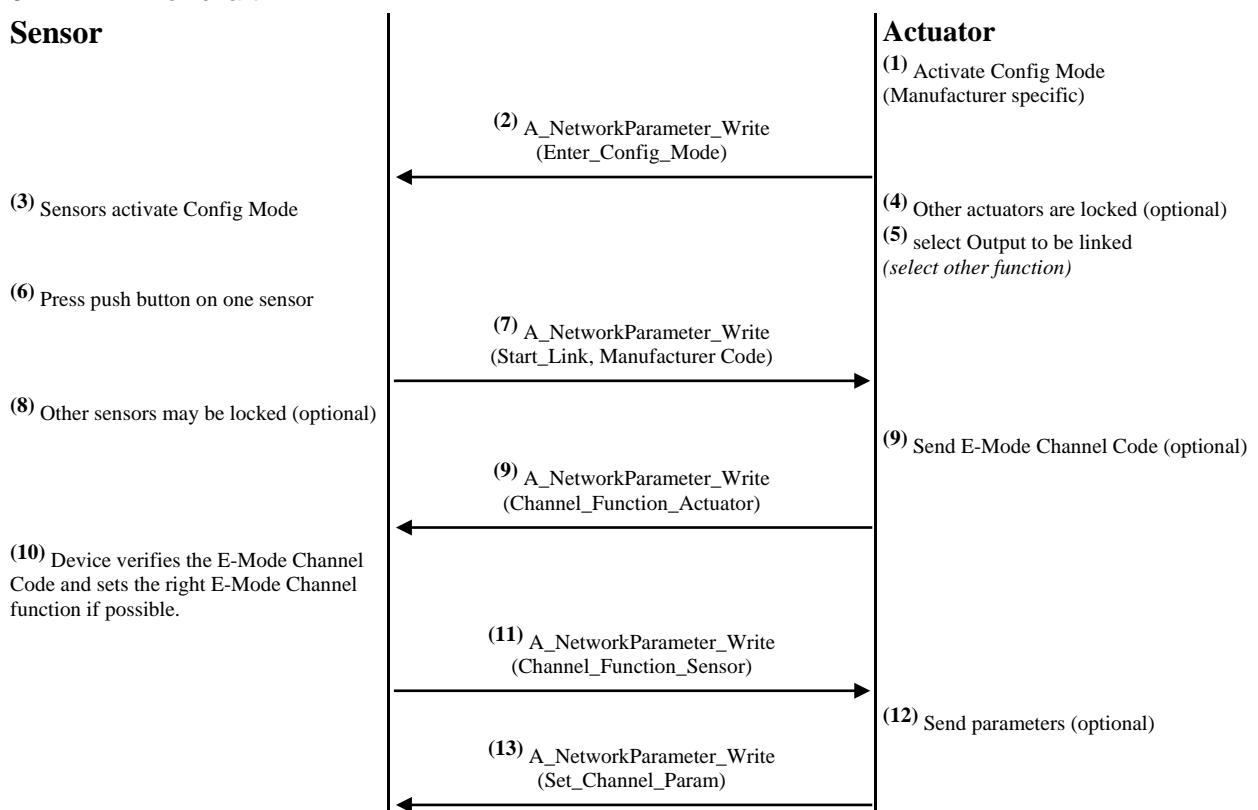 Sensor
Actuator
(1) Activate Config Mode
(Manufacturer specific)
(2) A_NetworkParameter_Write
(Enter_Config_Mode)
(3) Sensors activate Config Mode
(4) Other actuators are locked (optional)
(5) select Output to be linked
(select other function)
(6) Press push button on one sensor
(7) A_NetworkParameter_Write
(Start_Link, Manufacturer Code)
(8) Other sensors may be locked (optional)
(9) Send E-Mode Channel Code (optional)
(9) A_NetworkParameter_Write
(Channel_Function_Actuator)
(10) Device verifies the E-Mode Channel
Code and sets the right E-Mode Channel
function if possible.
(11) A_NetworkParameter_Write
(Channel_Function_Sensor)
(12) Send parameters (optional)
(13) A_NetworkParameter_Write
(Set_Channel_Param)